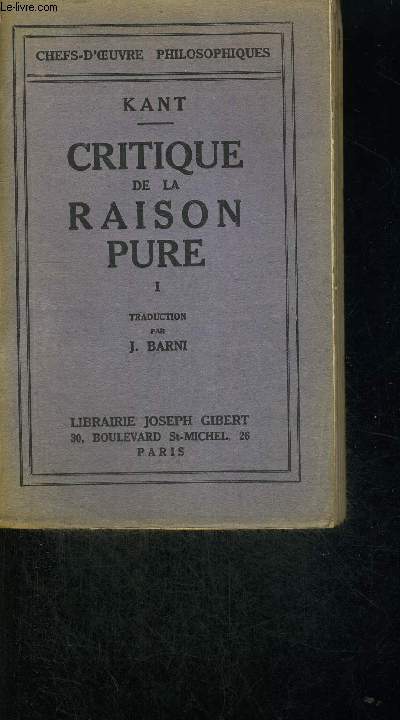 Le-Livre.com
CHEFS-D'ŒUVRE PHILOSOPHIQUES
KANT
CRITIQUE
DE LA
RAISON
PURE
I
TRADUCTION
PAR
J. BARNI
LIBRAIRIE JOSEPH GIBERT
30, BOULEVARD St-MICHEL, 26
PARIS